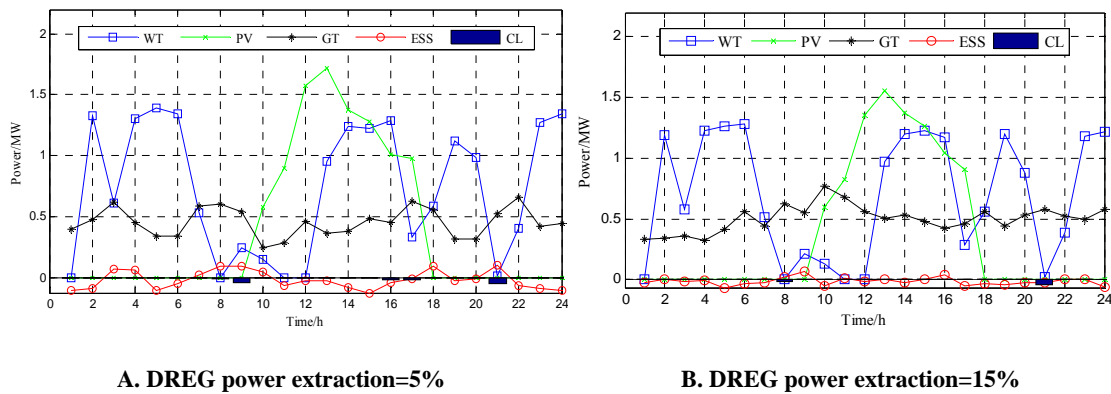 WT PV GT ESS CL
Power/MW
2
1.5
1
0.5
0
0 2 4 6 8 10 12 14 16 18 20 22 24
Time/h
A. DREG power extraction=5%
WT PV GT ESS CL
Power/MW
2
1.5
1
0.5
0
0 2 4 6 8 10 12 14 16 18 20 22 24
Time/h
B. DREG power extraction=15%